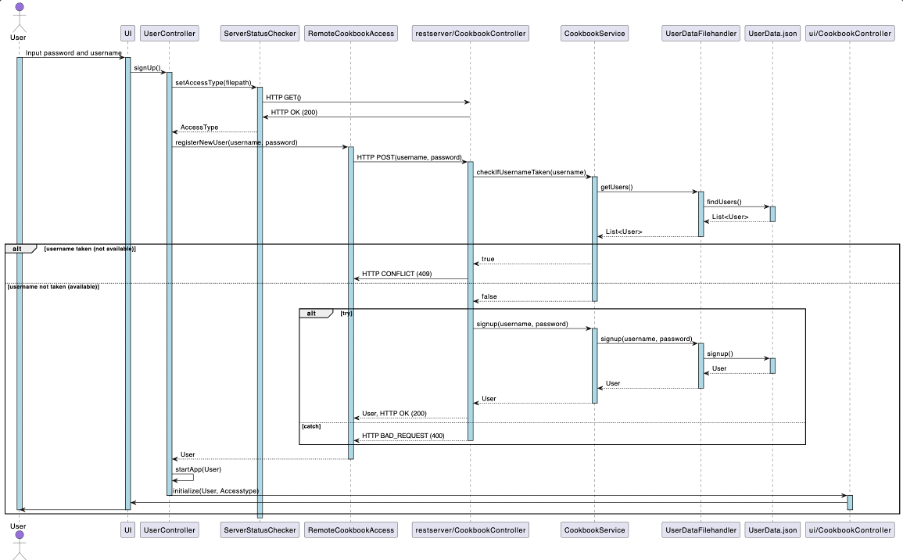 User
UI
UserController
ServerStatusChecker
RemoteCookbookAccess
restserver/CookbookController
CookbookService
UserDataFilehandler
UserData.json
ui/CookbookController
Input password and username
signUp()
setAccessType(filepath)
HTTP GET()
HTTP OK (200)
AccessType
registerNewUser(username, password)
HTTP POST(username, password)
checkIfUsernameTaken(username)
getUsers()
findUsers()
List<User>
List<User>
alt
[username taken (not available)]
true
HTTP CONFLICT (409)
[username not taken (available)]
false
alt
[try]
signup(username, password)
signup(username, password)
signup()
User
User
User
User, HTTP OK (200)
[catch]
HTTP BAD_REQUEST (400)
User
startApp(User)
initialize(User, Accesstype)
User
UI
UserController
ServerStatusChecker
RemoteCookbookAccess
restserver/CookbookController
CookbookService
UserDataFilehandler
UserData.json
ui/CookbookController